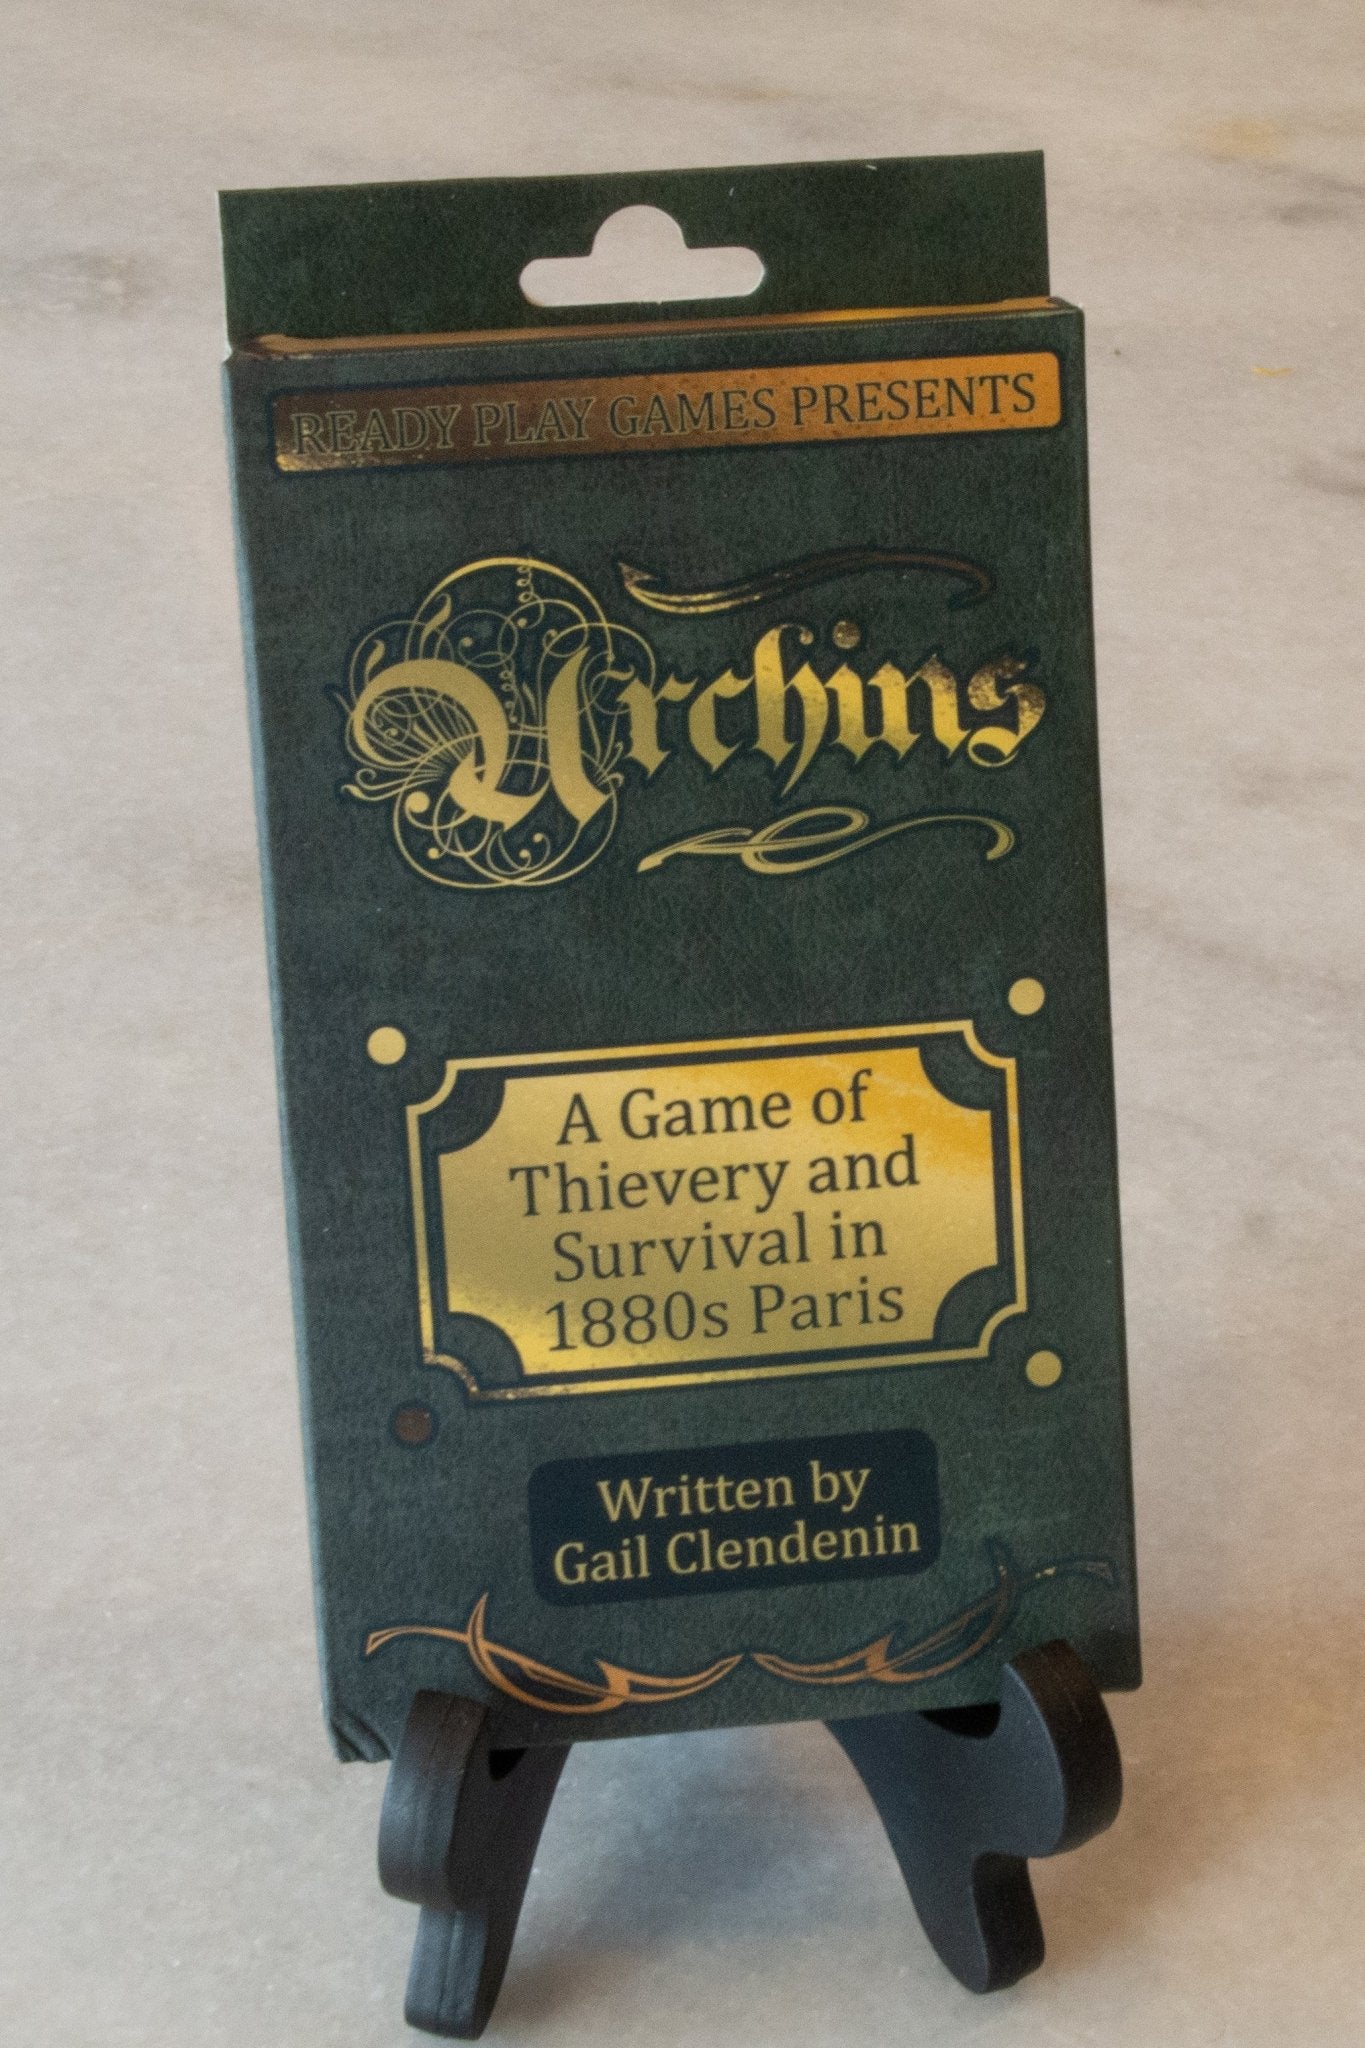 READY PLAY GAMES PRESENTS
Urchins
A Game of
Thievery and
Survival in
1880s Paris
Written by
Gail Clendenin